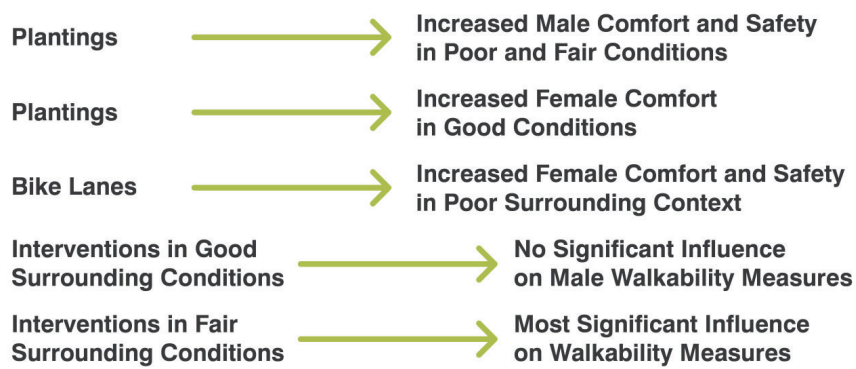 Plantings
Increased Male Comfort and Safety
in Poor and Fair Conditions
Plantings
Increased Female Comfort
in Good Conditions
Bike Lanes
Increased Female Comfort and Safety
in Poor Surrounding Context
Interventions in Good
Surrounding Conditions
No Significant Influence
on Male Walkability Measures
Interventions in Fair
Surrounding Conditions
Most Significant Influence
on Walkability Measures